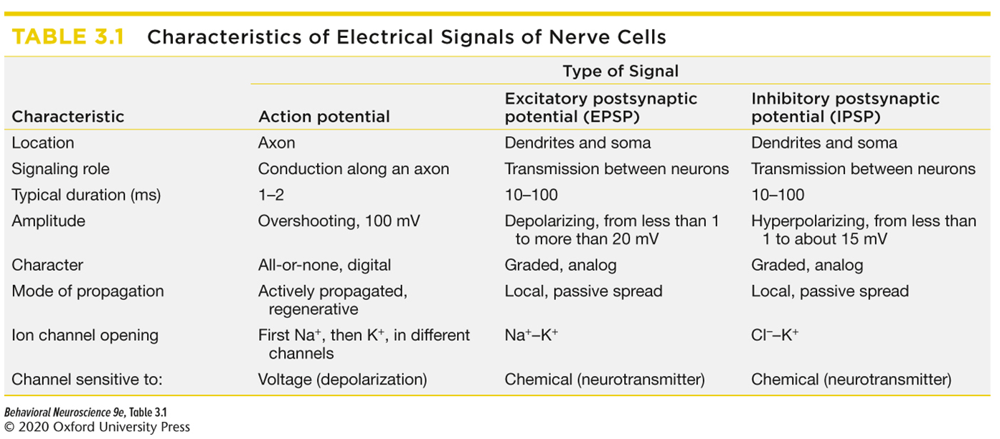 TABLE 3.1 Characteristics of Electrical Signals of Nerve Cells
Type of Signal
Characteristic Action potential Excitatory postsynaptic potential (EPSP) Inhibitory postsynaptic potential (IPSP)
Location Axon Dendrites and soma Dendrites and soma
Signaling role Conduction along an axon Transmission between neurons Transmission between neurons
Typical duration (ms) 1–2 10–100 10–100
Amplitude Overshooting, 100 mV Depolarizing, from less than 1 to more than 20 mV Hyperpolarizing, from less than 1 to about 15 mV
Character All-or-none, digital Graded, analog Graded, analog
Mode of propagation Actively propagated, regenerative Local, passive spread Local, passive spread
Ion channel opening First Na⁺, then K⁺, in different channels Na⁺–K⁺ Cl⁻–K⁺
Channel sensitive to: Voltage (depolarization) Chemical (neurotransmitter) Chemical (neurotransmitter)
Behavioral Neuroscience 9e, Table 3.1
© 2020 Oxford University Press